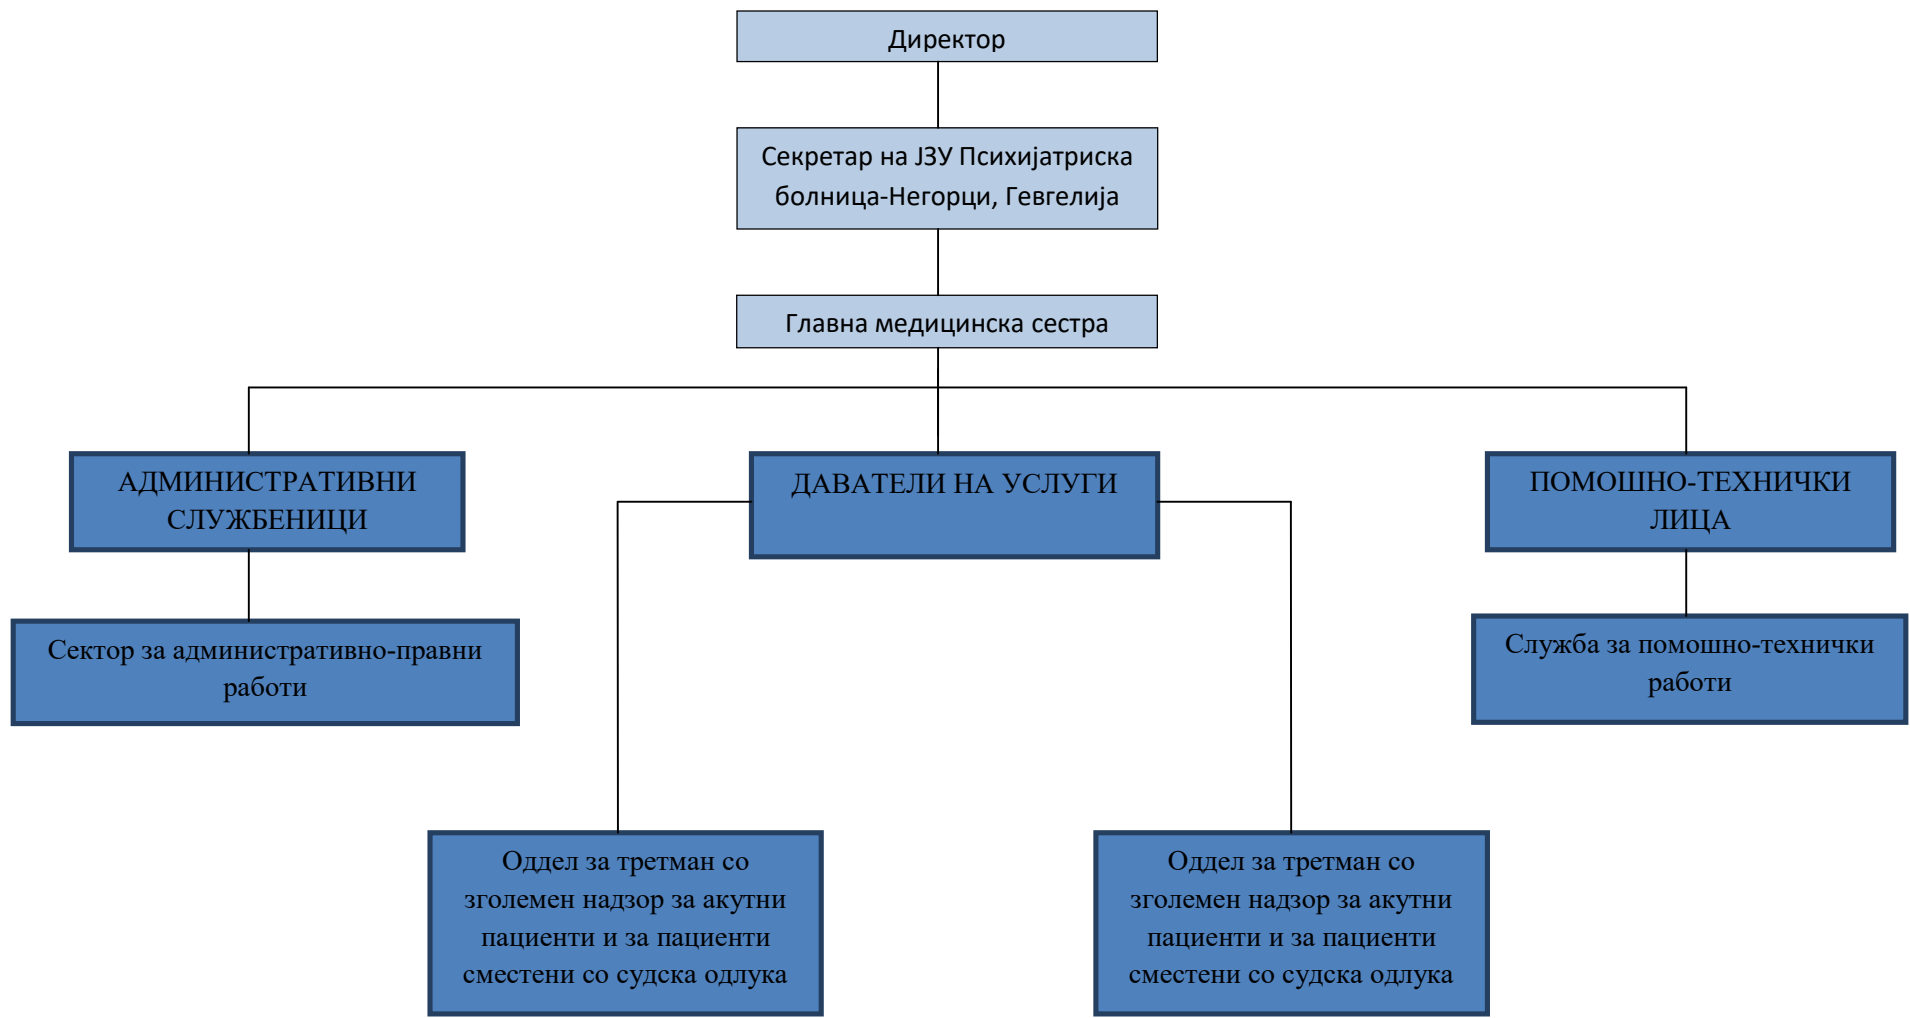 Директор
Секретар на ЈЗУ Психијатриска
болница-Негорци, Гевгелија
Главна медицинска сестра
АДМИНИСТРАТИВНИ
СЛУЖБЕНИЦИ
ДАВАТЕЛИ НА УСЛУГИ
ПОМОШНО-ТЕХНИЧКИ
ЛИЦА
Сектор за административно-правни
работи
Служба за помошно-технички
работи
Оддел за третман со
зголемен надзор за акутни
пациенти и за пациенти
сместени со судска одлука
Оддел за третман со
зголемен надзор за акутни
пациенти и за пациенти
сместени со судска одлука